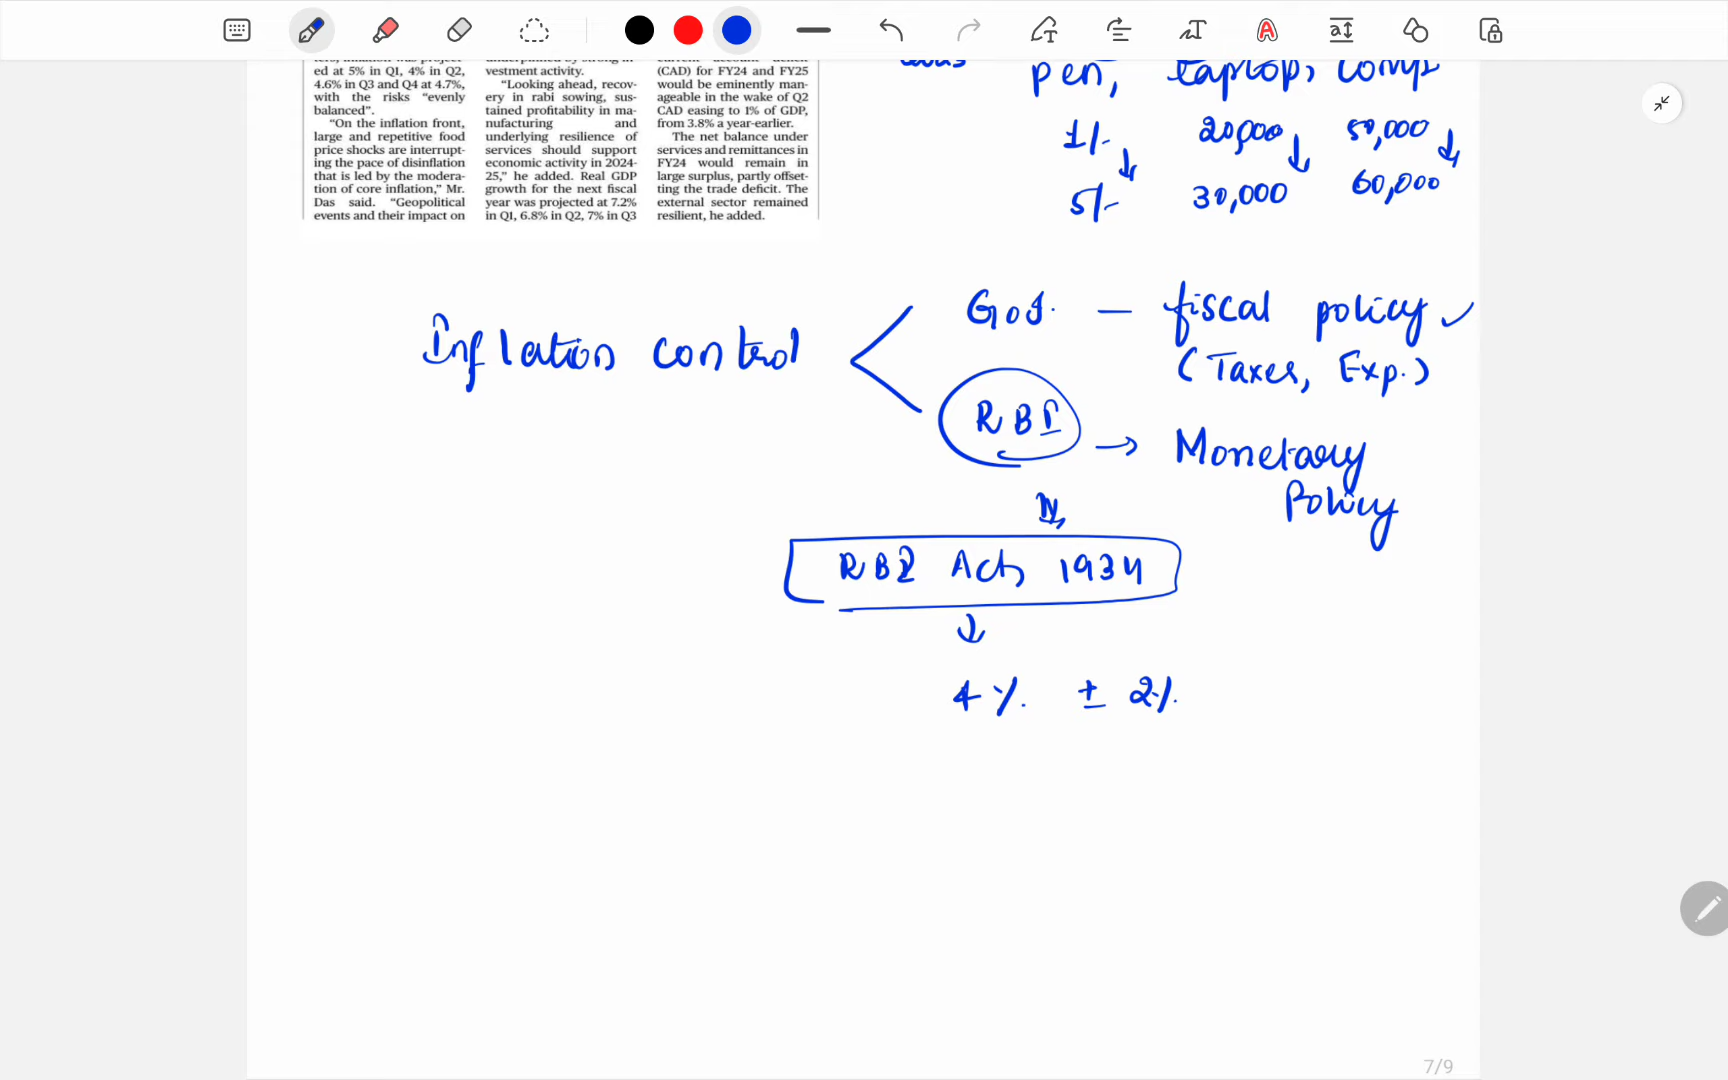 ed at 5% in Q1, 4% in Q2,
4.6% in Q3 and Q4 at 4.7%,
with the risks “evenly
balanced”.
“On the inflation front,
large and repetitive food
price shocks are interrupt-
ing the pace of disinflation
that is led by the modera-
tion of core inflation,” Mr.
Das said. “Geopolitical
events and their impact on
vestment activity.
“Looking ahead, recov-
ery in rabi sowing, sus-
tained profitability in ma-
nufacturing and
underlying resilience of
services should support
economic activity in 2024-
25,” he added. Real GDP
growth for the next fiscal
year was projected at 7.2%
in Q1, 6.8% in Q2, 7% in Q3
(CAD) for FY24 and FY25
would be eminently man-
ageable in the wake of Q2
CAD easing to 1% of GDP,
from 3.8% a year-earlier.
The net balance under
services and remittances in
FY24 would remain in
large surplus, partly offset-
ting the trade deficit. The
external sector remained
resilient, he added.
pen, Laptop, comp
1/- 20,000 50,000
5/- 30,000 60,000
Inflation control
GoI. — fiscal policy ✓
(Taxes, Exp.)
RBI → Monetary
Policy
RBI Act, 1934
↓
4%. ± 2%.
7/9